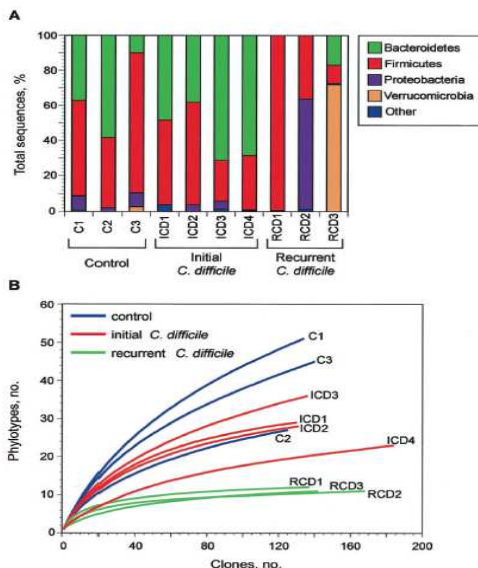 A
100
80
60
40
20
0
Total sequences, %
Bacteroidetes
Firmicutes
Proteobacteria
Verrucomicrobia
Other
C1
C2
C3
ICD1
ICD2
ICD3
ICD4
RCD1
RCD2
RCD3
Control
Initial
C. difficile
Recurrent
C. difficile
B
60
50
40
30
20
10
0
Phylotypes, no.
control
initial C. difficile
recurrent C. difficile
C1
C3
ICD3
ICD1
ICD2
C2
ICD4
RCD1
RCD3
RCD2
0
40
80
120
160
200
Clones, no.